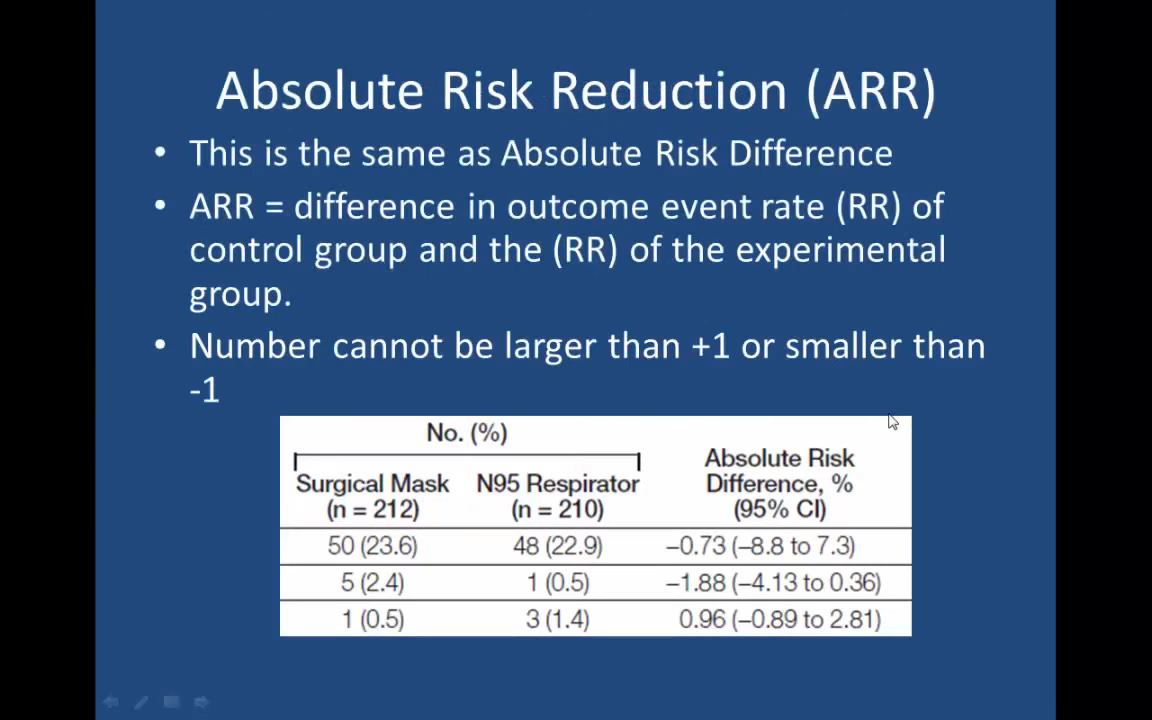 Absolute Risk Reduction (ARR)
• This is the same as Absolute Risk Difference
• ARR = difference in outcome event rate (RR) of
control group and the (RR) of the experimental
group.
• Number cannot be larger than +1 or smaller than
-1
No. (%)
Surgical Mask (n = 212) N95 Respirator (n = 210) Absolute Risk Difference, % (95% CI)
50 (23.6) 48 (22.9) −0.73 (−8.8 to 7.3)
5 (2.4) 1 (0.5) −1.88 (−4.13 to 0.36)
1 (0.5) 3 (1.4) 0.96 (−0.89 to 2.81)